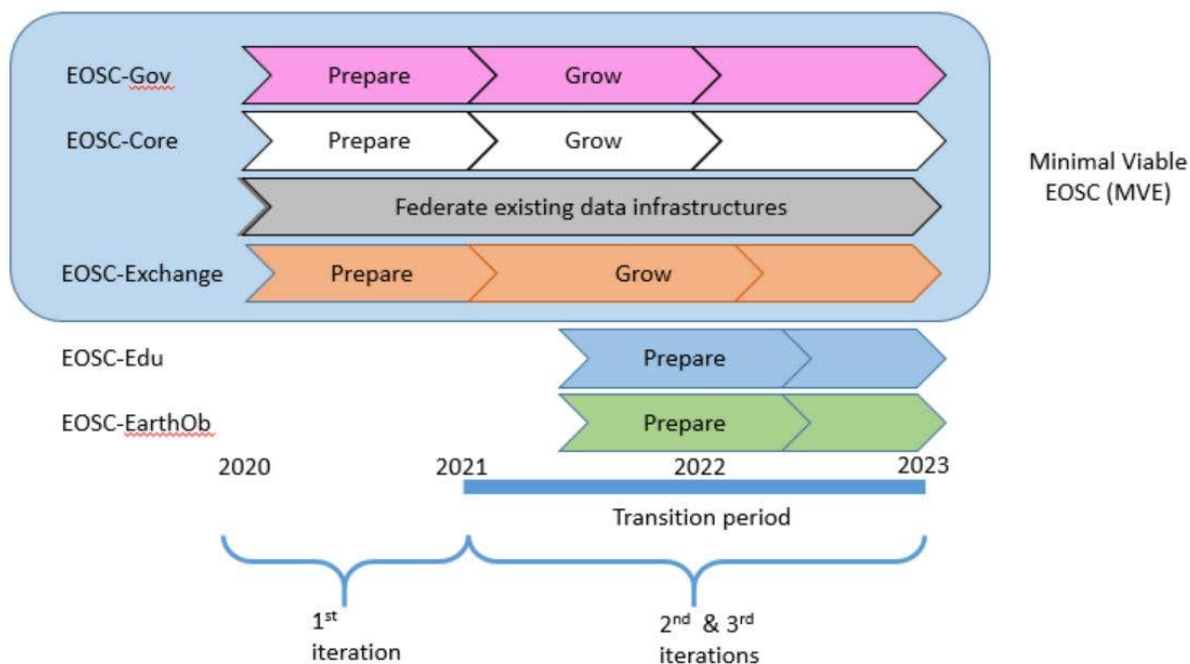 EOSC-Gov Prepare Grow
EOSC-Core Prepare Grow
Federate existing data infrastructures
EOSC-Exchange Prepare Grow
Minimal Viable
EOSC (MVE)
EOSC-Edu Prepare
EOSC-EarthOb Prepare
2020 2021 2022 2023
Transition period
1st
iteration
2nd & 3rd
iterations